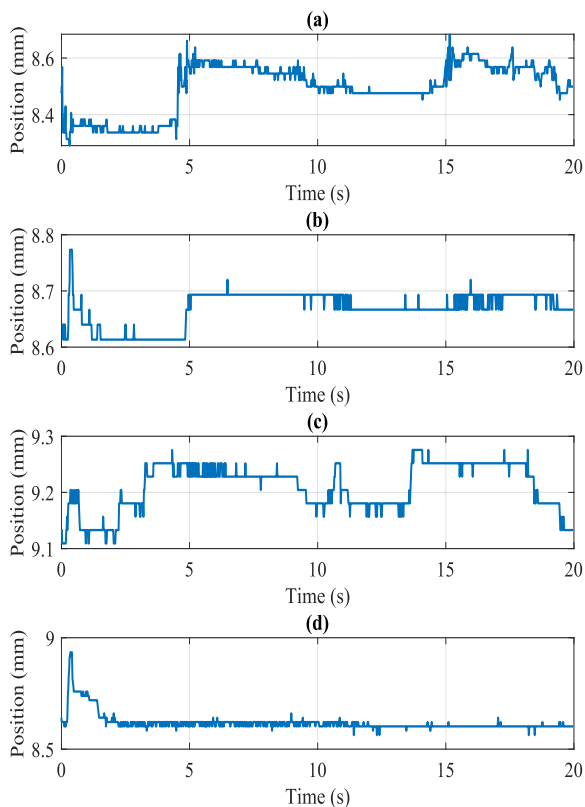 (a)
Position (mm)
8.6
8.4
0 5 10 15 20
Time (s)
(b)
Position (mm)
8.8
8.7
8.6
0 5 10 15 20
Time (s)
(c)
Position (mm)
9.3
9.2
9.1
0 5 10 15 20
Time (s)
(d)
Position (mm)
9
8.5
0 5 10 15 20
Time (s)